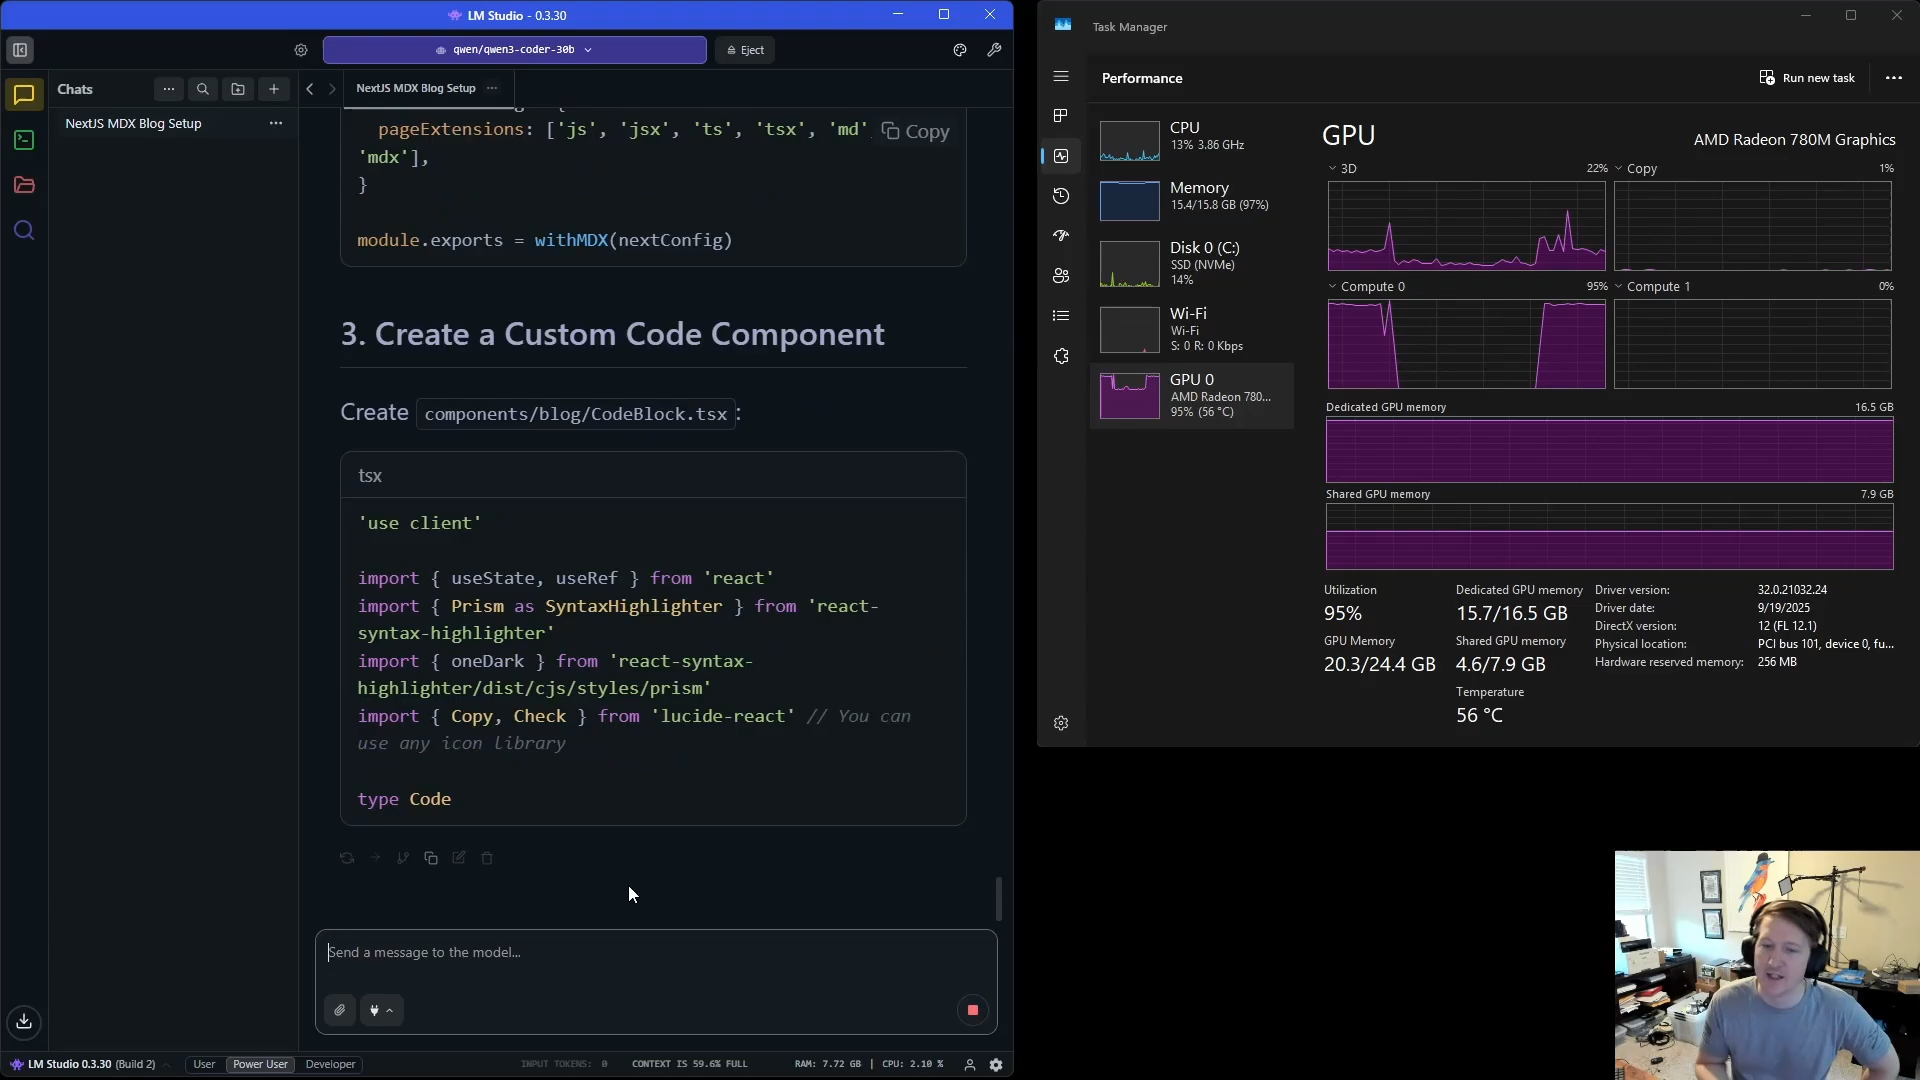 LM Studio - 0.3.30
qwen/qwen3-coder-30b
Eject
Chats
NextJS MDX Blog Setup
NextJS MDX Blog Setup
pageExtensions: ['js', 'jsx', 'ts', 'tsx', 'md'
Copy
'mdx'],
}
module.exports = withMDX(nextConfig)
3. Create a Custom Code Component
Create components/blog/CodeBlock.tsx:
tsx
'use client'
import { useState, useRef } from 'react'
import { Prism as SyntaxHighlighter } from 'react-
syntax-highlighter'
import { oneDark } from 'react-syntax-
highlighter/dist/cjs/styles/prism'
import { Copy, Check } from 'lucide-react' // You can
use any icon library
type Code
Send a message to the model...
LM Studio 0.3.30 (Build 2)
User
Power User
Developer
INPUT TOKENS: 0
CONTEXT IS 59.6% FULL
RAM: 7.72 GB | CPU: 2.10 %
Task Manager
Performance
Run new task
CPU
13% 3.86 GHz
Memory
15.4/15.8 GB (97%)
Disk 0 (C:)
SSD (NVMe)
14%
Wi-Fi
Wi-Fi
S: 0 R: 0 Kbps
GPU 0
AMD Radeon 780...
95% (56 °C)
GPU
AMD Radeon 780M Graphics
3D 22%
Copy 1%
Compute 0 95%
Compute 1 0%
Dedicated GPU memory 16.5 GB
Shared GPU memory 7.9 GB
Utilization
95%
Dedicated GPU memory
15.7/16.5 GB
GPU Memory
20.3/24.4 GB
Shared GPU memory
4.6/7.9 GB
Temperature
56 °C
Driver version: 32.0.21032.24
Driver date: 9/19/2025
DirectX version: 12 (FL 12.1)
Physical location: PCI bus 101, device 0, fu...
Hardware reserved memory: 256 MB